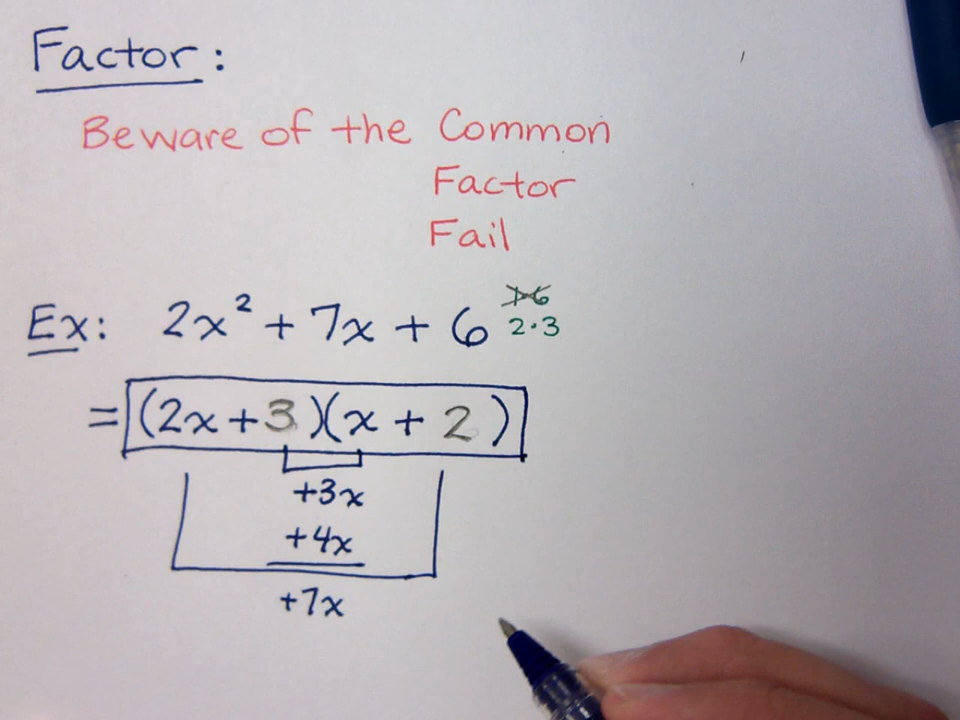 Factor:
Beware of the Common
Factor
Fail
1·6
Ex: 2x² + 7x + 6 2·3
= (2x + 3)(x + 2)
+3x
+4x
+7x